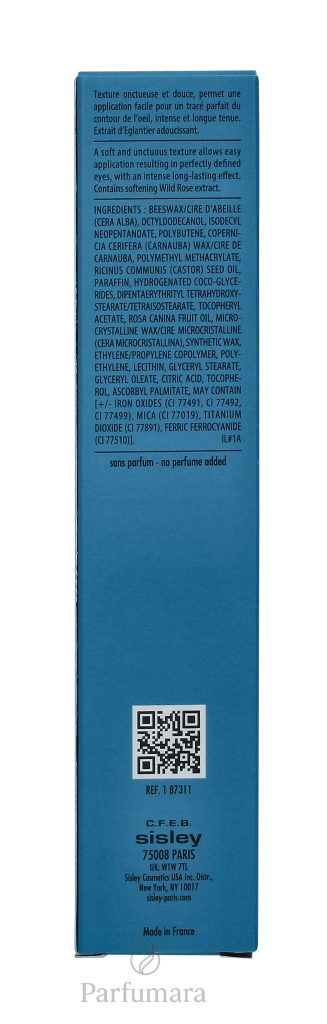 Texture onctueuse et douce, permet une
application facile pour un tracé parfait du
contour de l'oeil, intense et longue tenue.
Extrait d'Eglantier adoucissant.
A soft and unctuous texture allows easy
application resulting in perfectly defined
eyes, with an intense long-lasting effect.
Contains softening Wild Rose extract.
INGREDIENTS : BEESWAX/CIRE D'ABEILLE
(CERA ALBA), OCTYLDODECANOL, ISODECYL
NEOPENTANOATE, POLYBUTENE, COPERNI-
CIA CERIFERA (CARNAUBA) WAX/CIRE DE
CARNAUBA, POLYMETHYL METHACRYLATE,
RICINUS COMMUNIS (CASTOR) SEED OIL,
PARAFFIN, HYDROGENATED COCO-GLYCE-
RIDES, DIPENTAERYTHRITYL TETRAHYDROXY-
STEARATE/TETRAISOSTEARATE, TOCOPHERYL
ACETATE, ROSA CANINA FRUIT OIL, MICRO-
CRYSTALLINE WAX/CIRE MICROCRISTALLINE
(CERA MICROCRISTALLINA), SYNTHETIC WAX,
ETHYLENE/PROPYLENE COPOLYMER, POLY-
ETHYLENE, LECITHIN, GLYCERYL STEARATE,
GLYCERYL OLEATE, CITRIC ACID, TOCOPHE-
ROL, ASCORBYL PALMITATE, MAY CONTAIN
[+/- IRON OXIDES (CI 77491, CI 77492,
CI 77499), MICA (CI 77019), TITANIUM
DIOXIDE (CI 77891), FERRIC FERROCYANIDE
(CI 77510)]. IL#1A
sans parfum - no perfume added
REF. 1 87311
C.F.E.B.
sisley
75008 PARIS
UK: W1W 7TL
Sisley Cosmetics USA Inc. Distr.,
New York, NY 10017
sisley-paris.com
Made in France
Parfumara